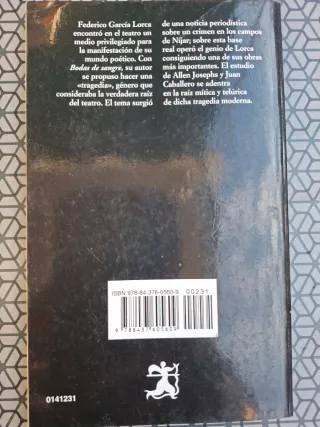 Federico García Lorca
encontró en el teatro un
medio privilegiado para
la manifestación de su
mundo poético. Con
Bodas de sangre, su autor
se propuso hacer una
«tragedia», género que
consideraba la verdadera raíz
del teatro. El tema surgió
de una noticia periodística
sobre un crimen en los campos
de Níjar; sobre esta base
real operó el genio de Lorca
consiguiendo una de sus obras
más importantes. El estudio
de Allen Josephs y Juan
Caballero se adentra
en la raíz mítica y telúrica
de dicha tragedia moderna.
ISBN:978-84-376-0560-9
00231
9 788437 605609
0141231